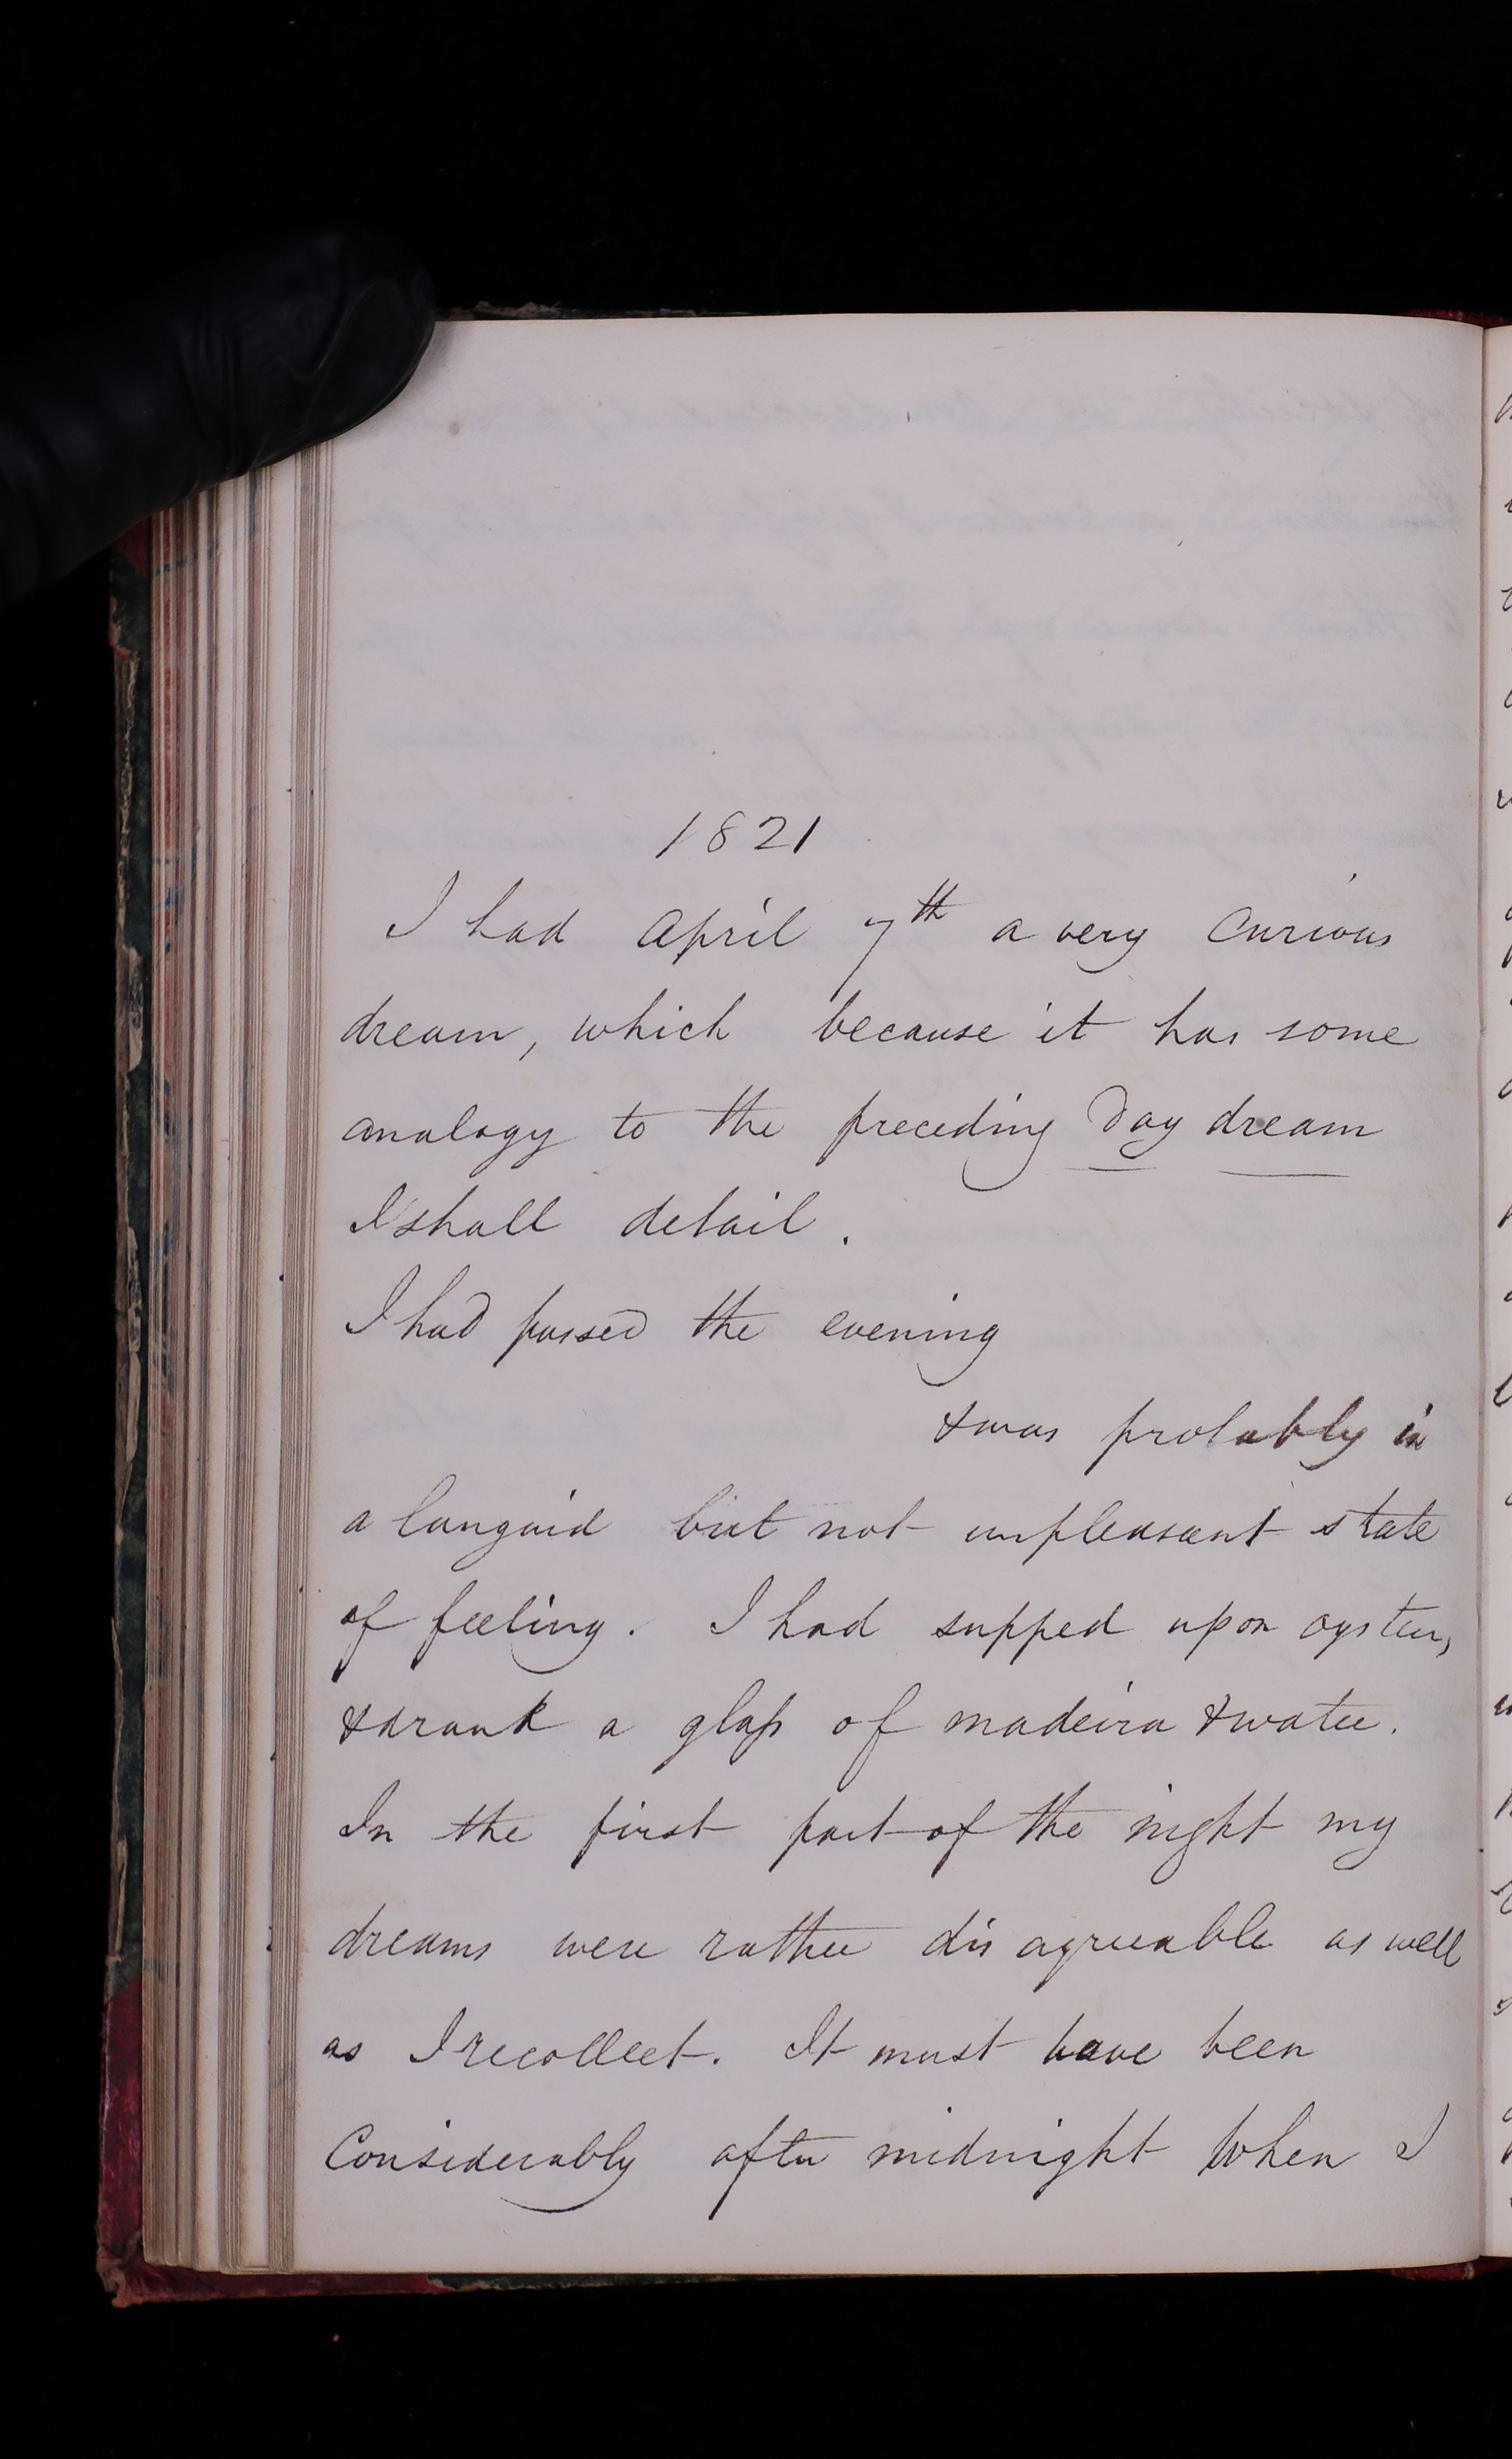 1821
I had April 7th a very Curious
dream, which because it has some
analogy to the preceding Day dream
I shall detail.
I had passed the evening
& was probably in
a languid but not unpleasant state
of feeling. I had supped upon oysters,
& drank a glass of madeira & water.
In the first part of the night my
dreams were rather disagreeable as well
as I recollect. It must have been
Considerably after midnight when I